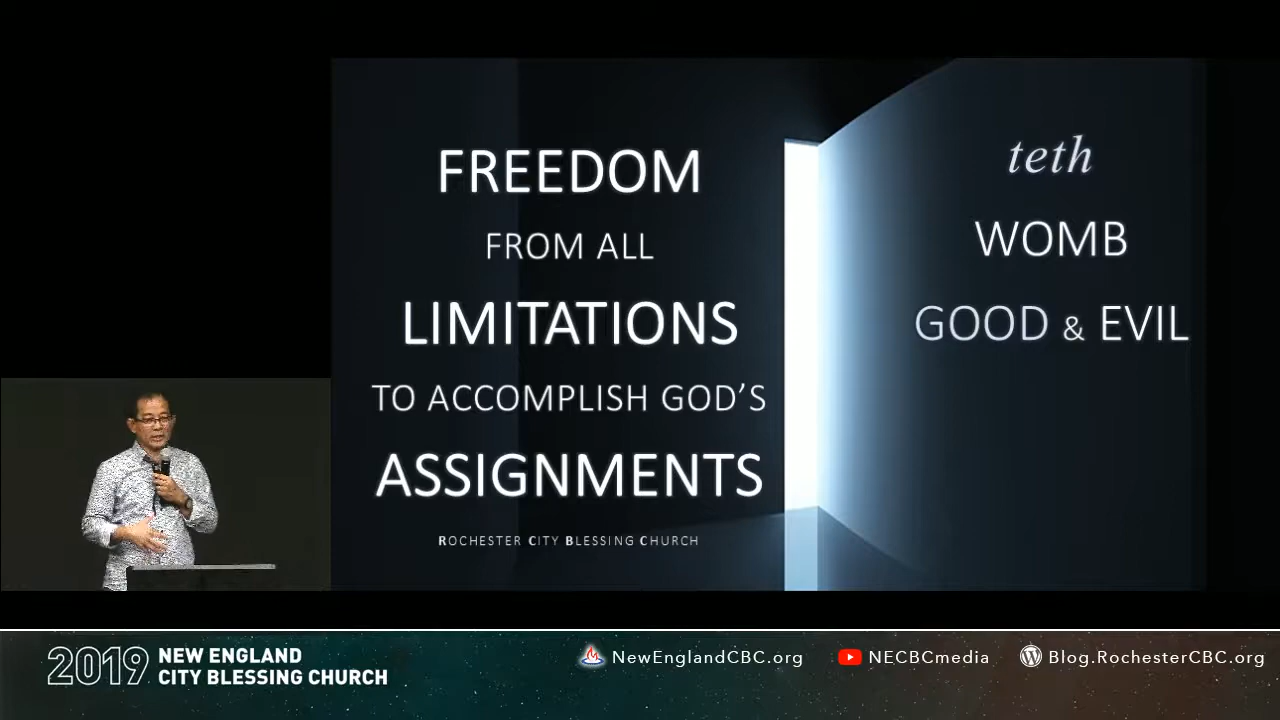 FREEDOM
FROM ALL
LIMITATIONS
TO ACCOMPLISH GOD'S
ASSIGNMENTS
ROCHESTER CITY BLESSING CHURCH
teth
WOMB
GOOD & EVIL
2019 NEW ENGLAND
CITY BLESSING CHURCH
NewEnglandCBC.org
NECBCmedia
Blog.RochesterCBC.org